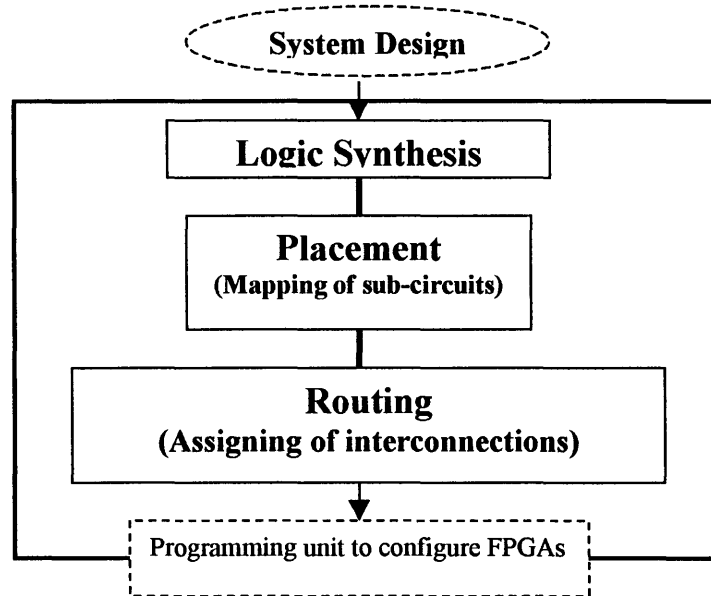 System Design
Logic Synthesis
Placement
(Mapping of sub-circuits)
Routing
(Assigning of interconnections)
Programming unit to configure FPGAs